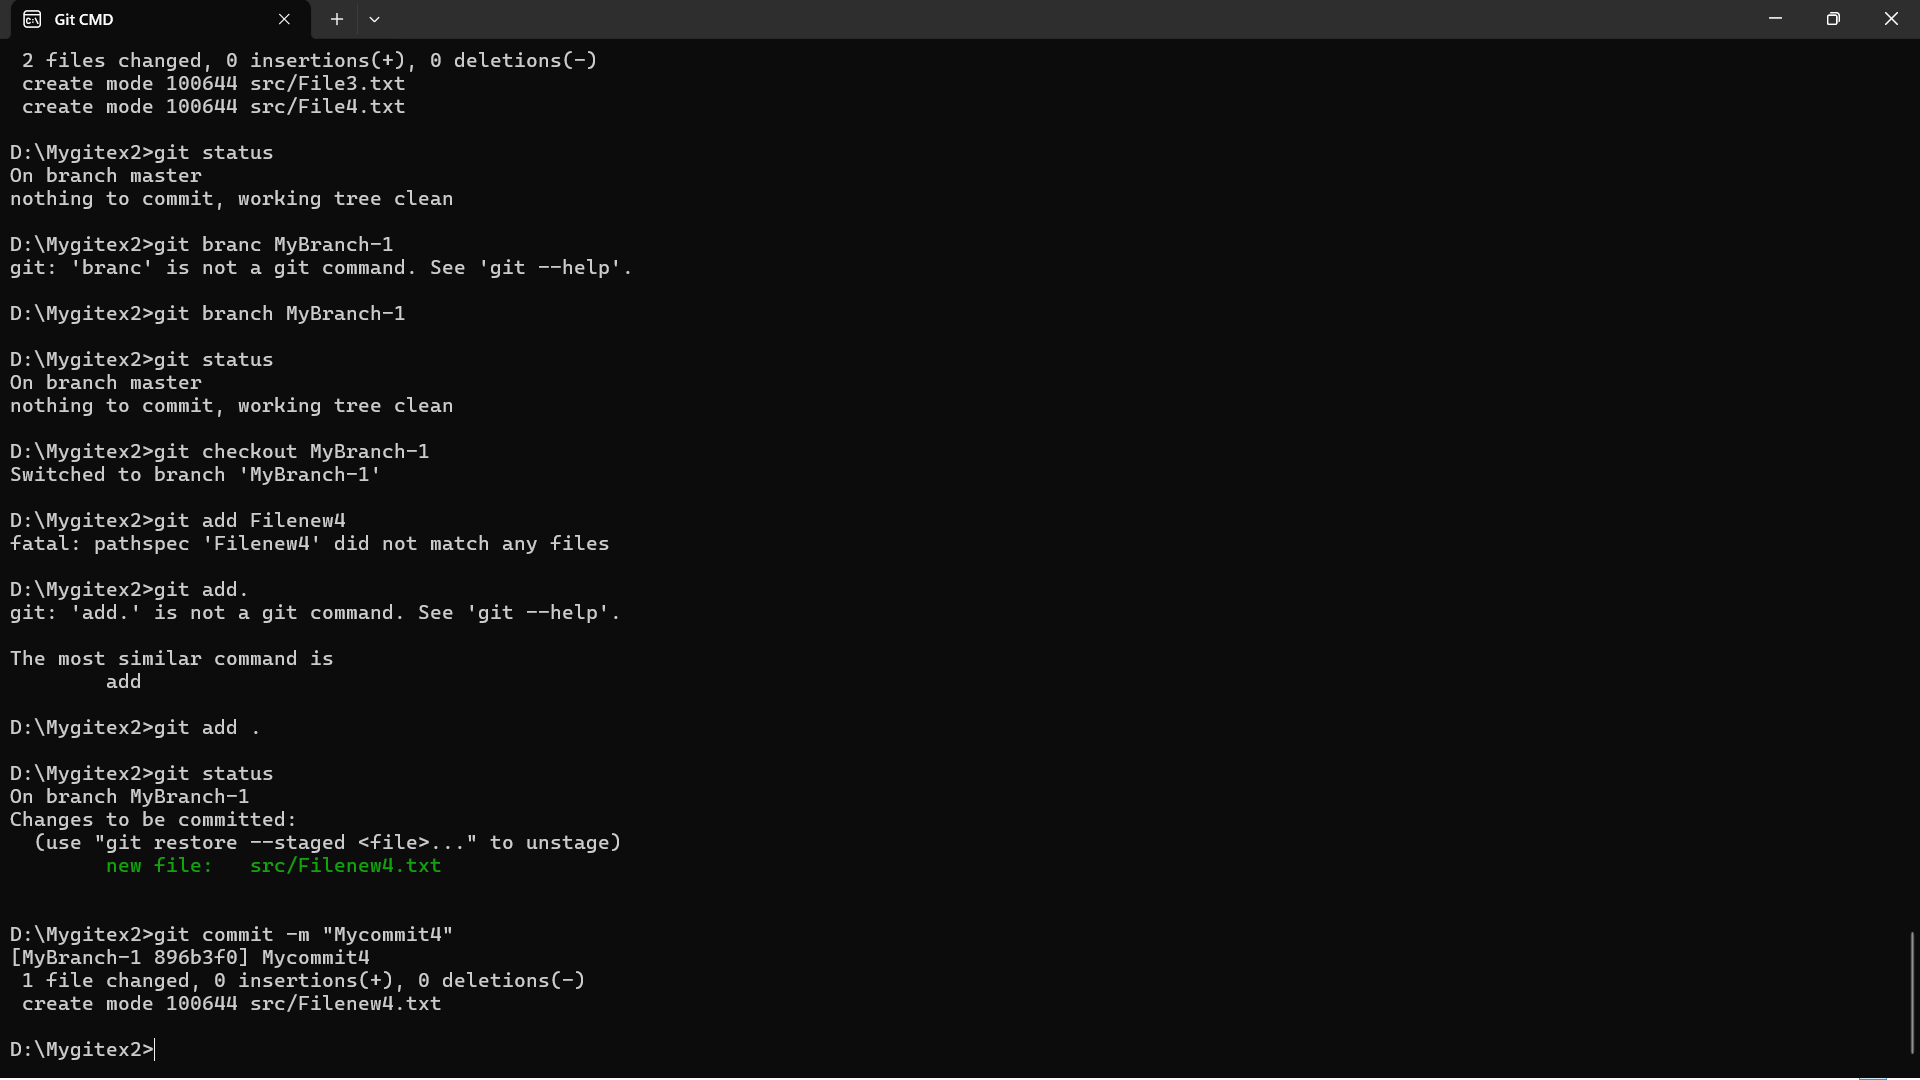 Git CMD
2 files changed, 0 insertions(+), 0 deletions(-)
create mode 100644 src/File3.txt
create mode 100644 src/File4.txt
D:\Mygitex2>git status
On branch master
nothing to commit, working tree clean
D:\Mygitex2>git branc MyBranch-1
git: 'branc' is not a git command. See 'git --help'.
D:\Mygitex2>git branch MyBranch-1
D:\Mygitex2>git status
On branch master
nothing to commit, working tree clean
D:\Mygitex2>git checkout MyBranch-1
Switched to branch 'MyBranch-1'
D:\Mygitex2>git add Filenew4
fatal: pathspec 'Filenew4' did not match any files
D:\Mygitex2>git add.
git: 'add.' is not a git command. See 'git --help'.
The most similar command is
add
D:\Mygitex2>git add .
D:\Mygitex2>git status
On branch MyBranch-1
Changes to be committed:
(use "git restore --staged <file>..." to unstage)
new file:   src/Filenew4.txt
D:\Mygitex2>git commit -m "Mycommit4"
[MyBranch-1 896b3f0] Mycommit4
1 file changed, 0 insertions(+), 0 deletions(-)
create mode 100644 src/Filenew4.txt
D:\Mygitex2>